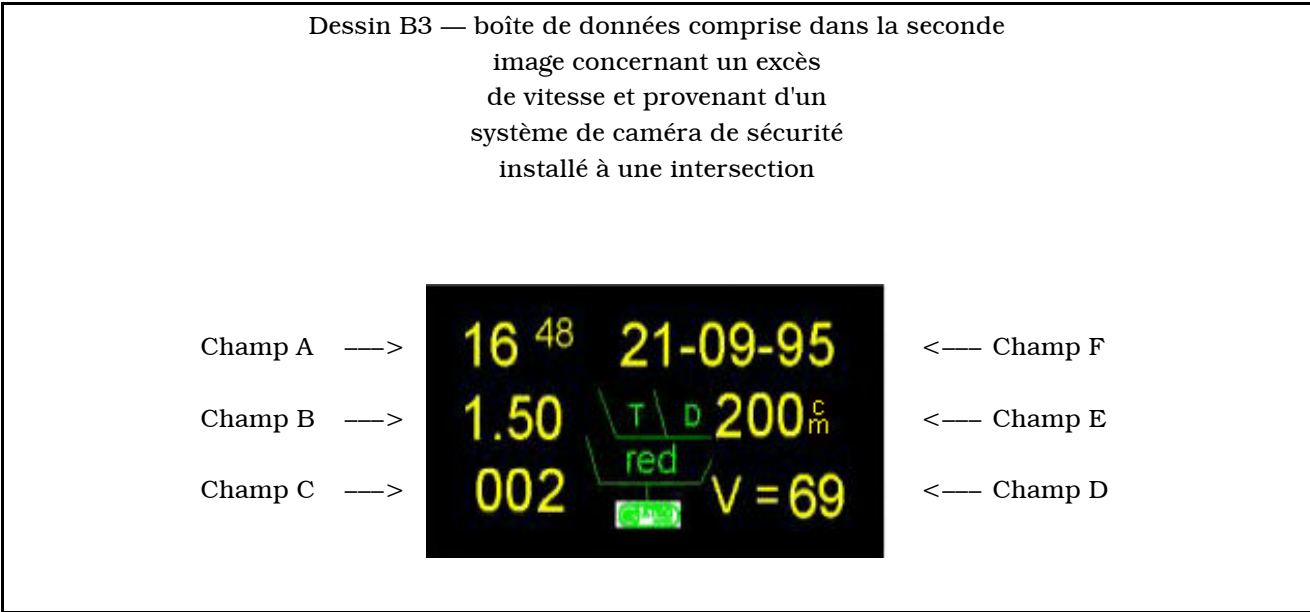 Dessin B3 — boîte de données comprise dans la seconde
image concernant un excès
de vitesse et provenant d'un
système de caméra de sécurité
installé à une intersection
Champ A –––> 16 48 21-09-95 <––– Champ F
Champ B –––> 1.50 T D 200 cm <––– Champ E
red
Champ C –––> 002 V = 69 <––– Champ D